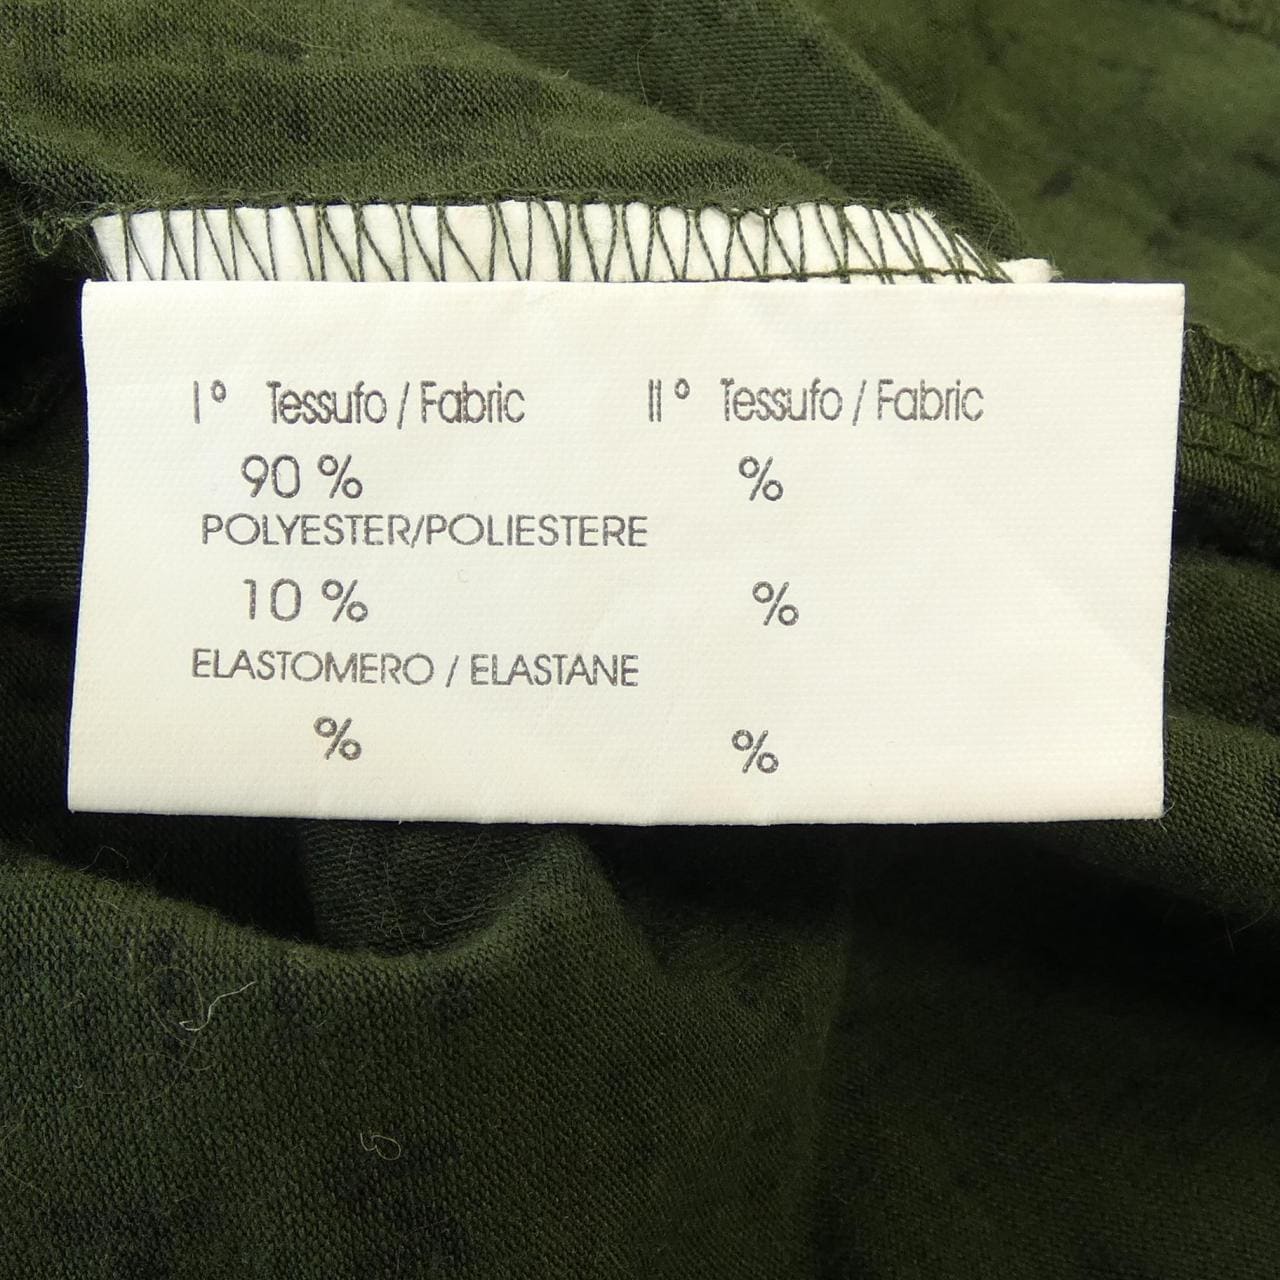 I° Tessufo / Fabric II° Tessufo / Fabric
90 % %
POLYESTER/POLIESTERE
10 % %
ELASTOMERO / ELASTANE
% %